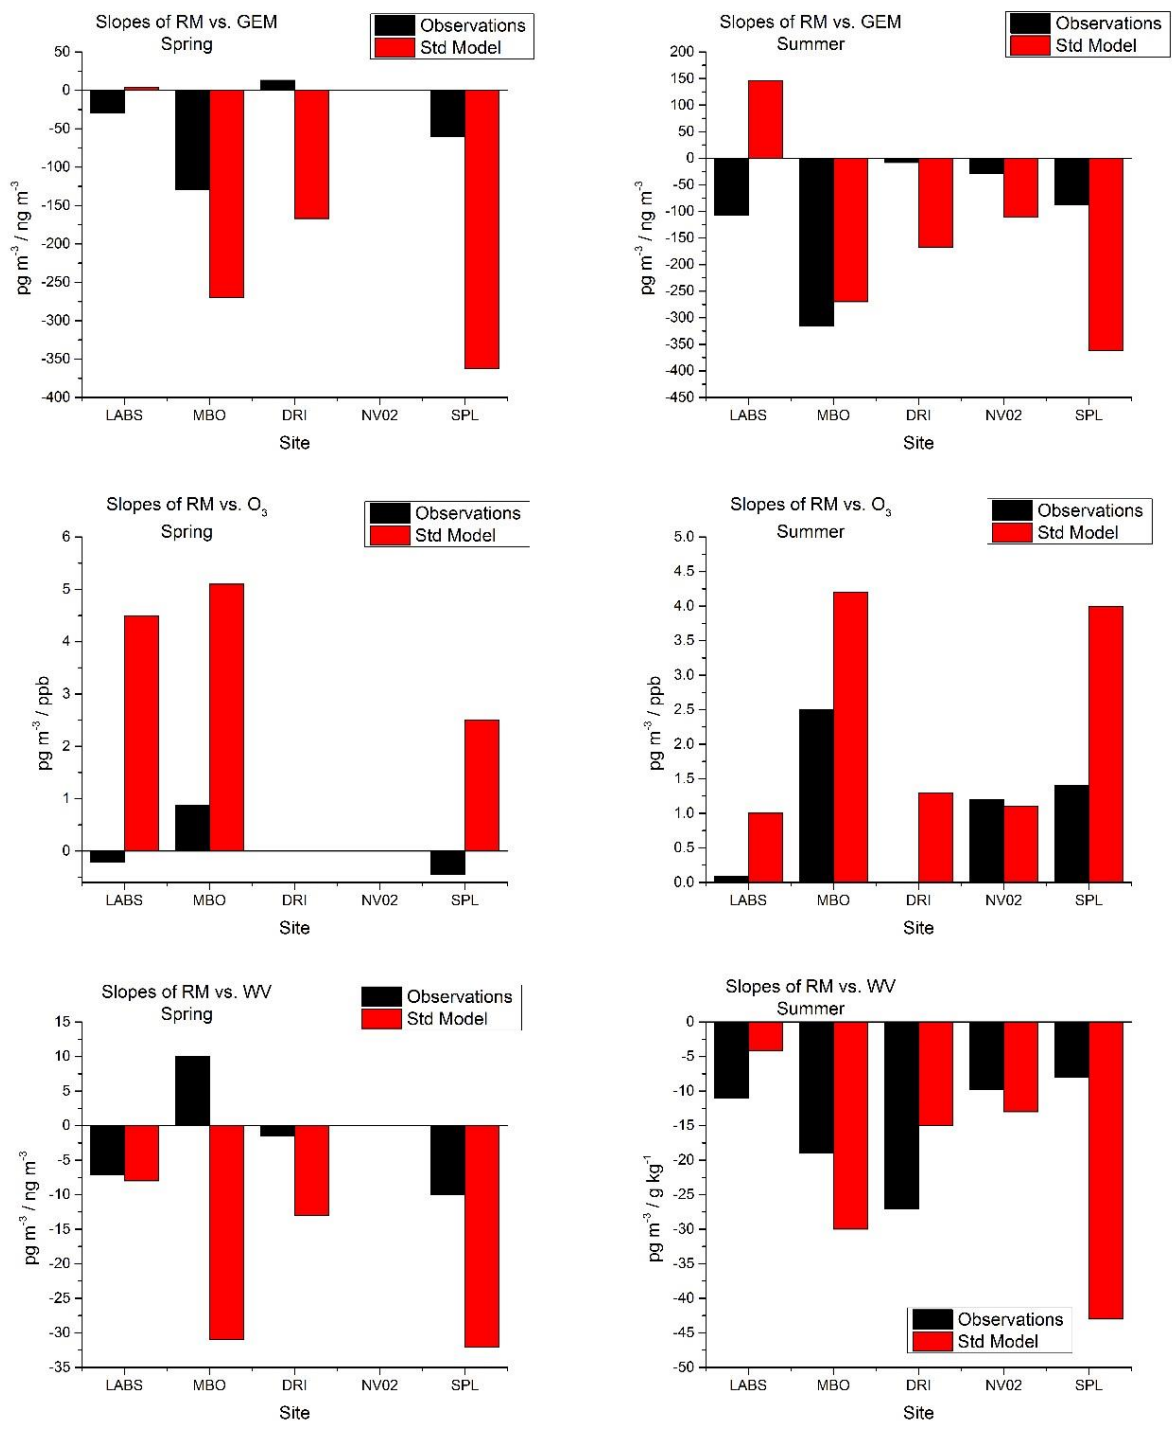 Slopes of RM vs. GEM
Spring
Observations
Std Model
50
0
-50
-100
-150
-200
-250
-300
-350
-400
pg m⁻³ / ng m⁻³
LABS MBO DRI NV02 SPL
Site
Slopes of RM vs. GEM
Summer
Observations
Std Model
200
150
100
50
0
-50
-100
-150
-200
-250
-300
-350
-400
-450
pg m⁻³ / ng m⁻³
LABS MBO DRI NV02 SPL
Site
Slopes of RM vs. O₃
Spring
Observations
Std Model
6
5
4
3
2
1
0
pg m⁻³ / ppb
LABS MBO DRI NV02 SPL
Site
Slopes of RM vs. O₃
Summer
Observations
Std Model
5.0
4.5
4.0
3.5
3.0
2.5
2.0
1.5
1.0
0.5
0.0
pg m⁻³ / ppb
LABS MBO DRI NV02 SPL
Site
Slopes of RM vs. WV
Spring
Observations
Std Model
15
10
5
0
-5
-10
-15
-20
-25
-30
-35
pg m⁻³ / ng m⁻³
LABS MBO DRI NV02 SPL
Site
Slopes of RM vs. WV
Summer
0
-5
-10
-15
-20
-25
-30
-35
-40
-45
-50
pg m⁻³ / g kg⁻¹
Observations
Std Model
LABS MBO DRI NV02 SPL
Site